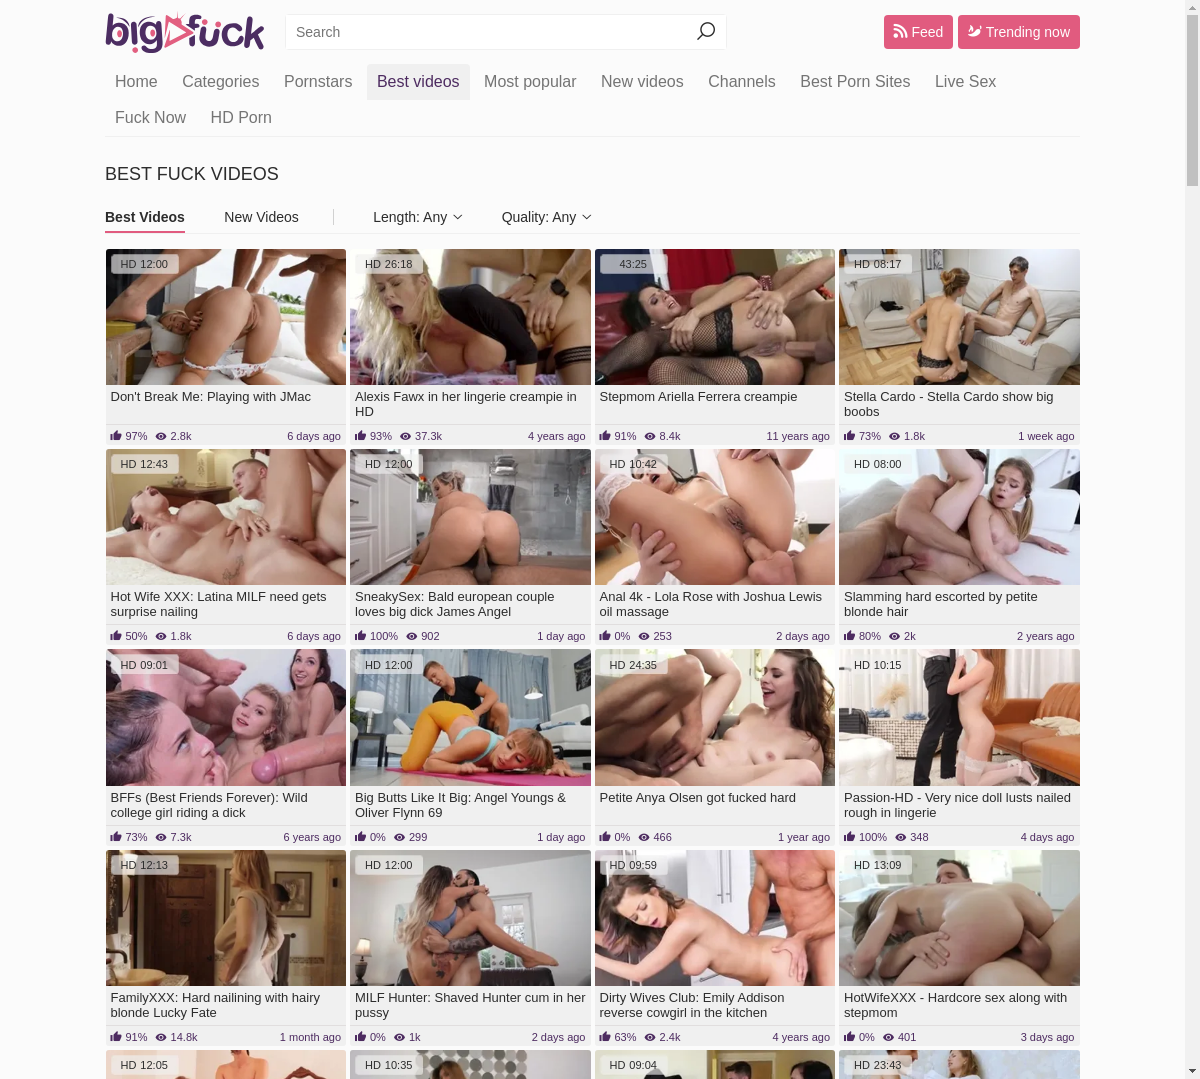 bigfuck
Search
Feed
Trending now
Home Categories Pornstars Best videos Most popular New videos Channels Best Porn Sites Live Sex
Fuck Now HD Porn
BEST FUCK VIDEOS
Best Videos New Videos Length: Any Quality: Any
HD 12:00
HD 26:18
43:25
HD 08:17
Don't Break Me: Playing with JMac
97% 2.8k 6 days ago
Alexis Fawx in her lingerie creampie in
HD
93% 37.3k 4 years ago
Stepmom Ariella Ferrera creampie
91% 8.4k 11 years ago
Stella Cardo - Stella Cardo show big
boobs
73% 1.8k 1 week ago
HD 12:43
HD 12:00
HD 10:42
HD 08:00
Hot Wife XXX: Latina MILF need gets
surprise nailing
50% 1.8k 6 days ago
SneakySex: Bald european couple
loves big dick James Angel
100% 902 1 day ago
Anal 4k - Lola Rose with Joshua Lewis
oil massage
0% 253 2 days ago
Slamming hard escorted by petite
blonde hair
80% 2k 2 years ago
HD 09:01
HD 12:00
HD 24:35
HD 10:15
BFFs (Best Friends Forever): Wild
college girl riding a dick
73% 7.3k 6 years ago
Big Butts Like It Big: Angel Youngs &
Oliver Flynn 69
0% 299 1 day ago
Petite Anya Olsen got fucked hard
0% 466 1 year ago
Passion-HD - Very nice doll lusts nailed
rough in lingerie
100% 348 4 days ago
HD 12:13
HD 12:00
HD 09:59
HD 13:09
FamilyXXX: Hard nailining with hairy
blonde Lucky Fate
91% 14.8k 1 month ago
MILF Hunter: Shaved Hunter cum in her
pussy
0% 1k 2 days ago
Dirty Wives Club: Emily Addison
reverse cowgirl in the kitchen
63% 2.4k 4 years ago
HotWifeXXX - Hardcore sex along with
stepmom
0% 401 3 days ago
HD 12:05
HD 10:35
HD 09:04
HD 23:43